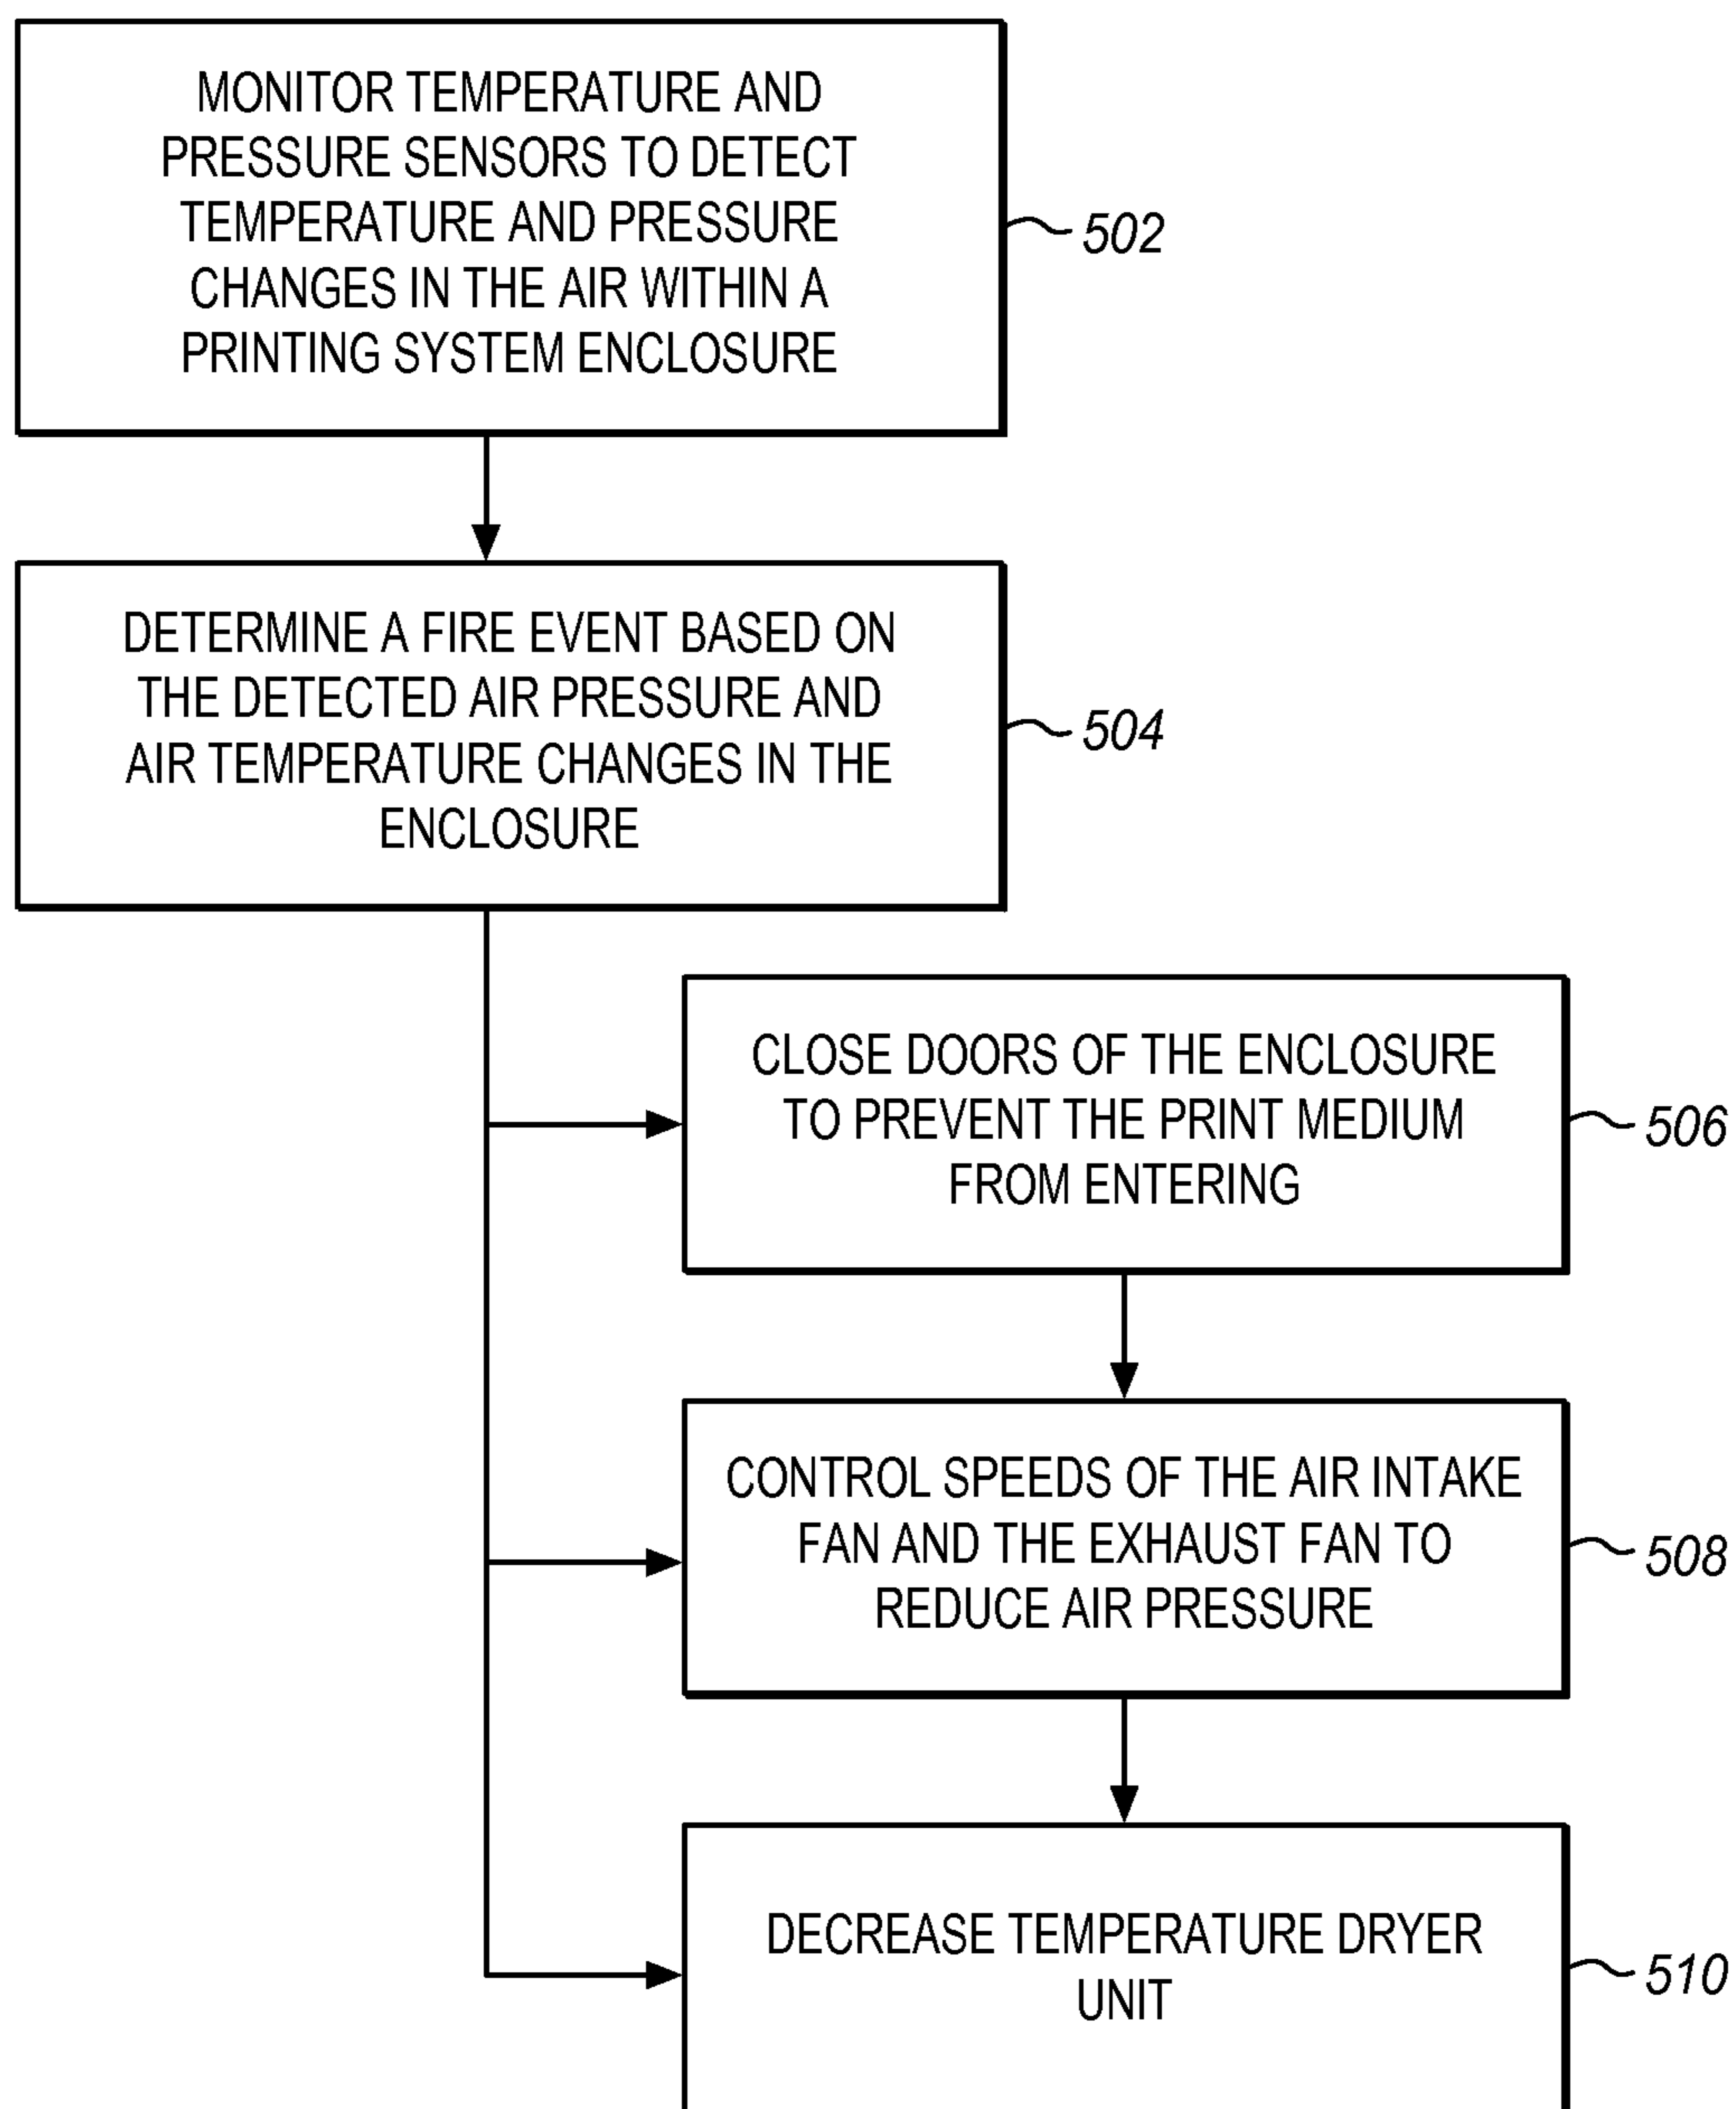 MONITOR TEMPERATURE AND
PRESSURE SENSORS TO DETECT
TEMPERATURE AND PRESSURE
CHANGES IN THE AIR WITHIN A
PRINTING SYSTEM ENCLOSURE
502
DETERMINE A FIRE EVENT BASED ON
THE DETECTED AIR PRESSURE AND
AIR TEMPERATURE CHANGES IN THE
ENCLOSURE
504
CLOSE DOORS OF THE ENCLOSURE
TO PREVENT THE PRINT MEDIUM
FROM ENTERING
506
CONTROL SPEEDS OF THE AIR INTAKE
FAN AND THE EXHAUST FAN TO
REDUCE AIR PRESSURE
508
DECREASE TEMPERATURE DRYER
UNIT
510